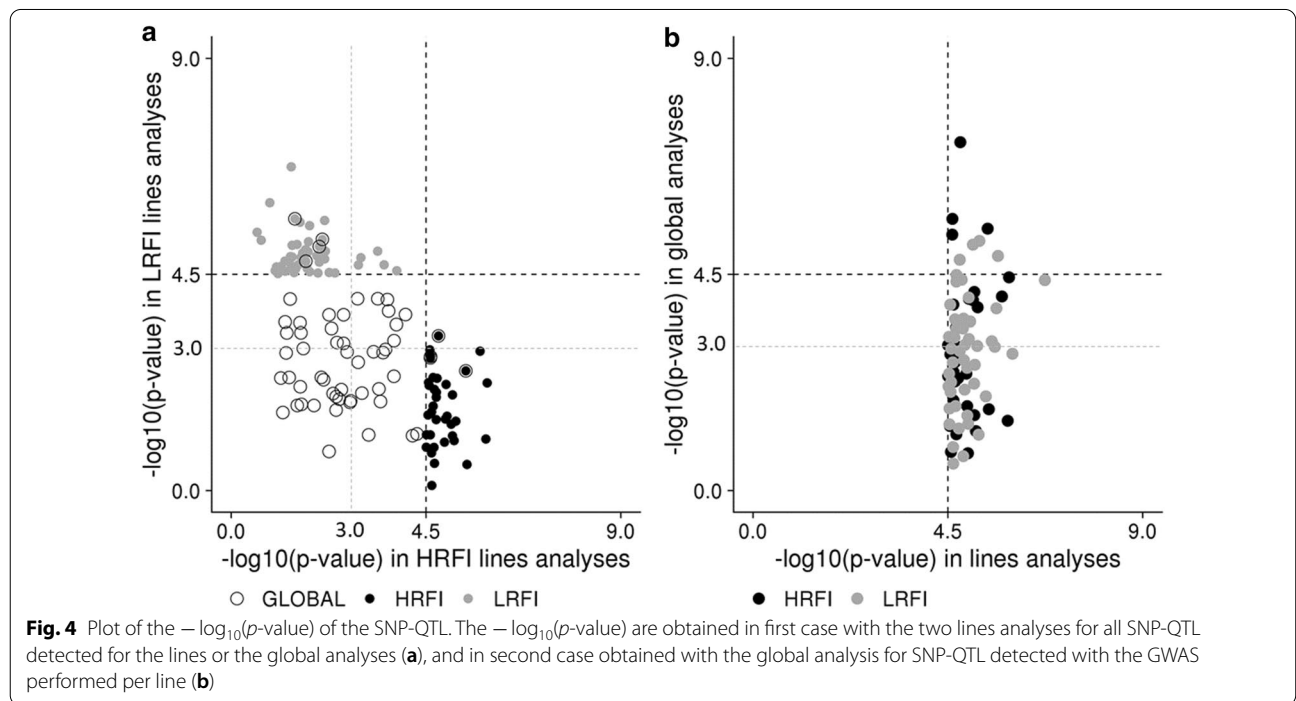 a
-log10(p-value) in LRFI lines analyses
9.0
4.5
3.0
0.0
0.0 3.0 4.5 9.0
-log10(p-value) in HRFI lines analyses
GLOBAL HRFI LRFI
b
-log10(p-value) in global analyses
9.0
4.5
3.0
0.0
0.0 4.5 9.0
-log10(p-value) in lines analyses
HRFI LRFI
Fig. 4 Plot of the −log10(p-value) of the SNP-QTL. The −log10(p-value) are obtained in first case with the two lines analyses for all SNP-QTL
detected for the lines or the global analyses (a), and in second case obtained with the global analysis for SNP-QTL detected with the GWAS
performed per line (b)